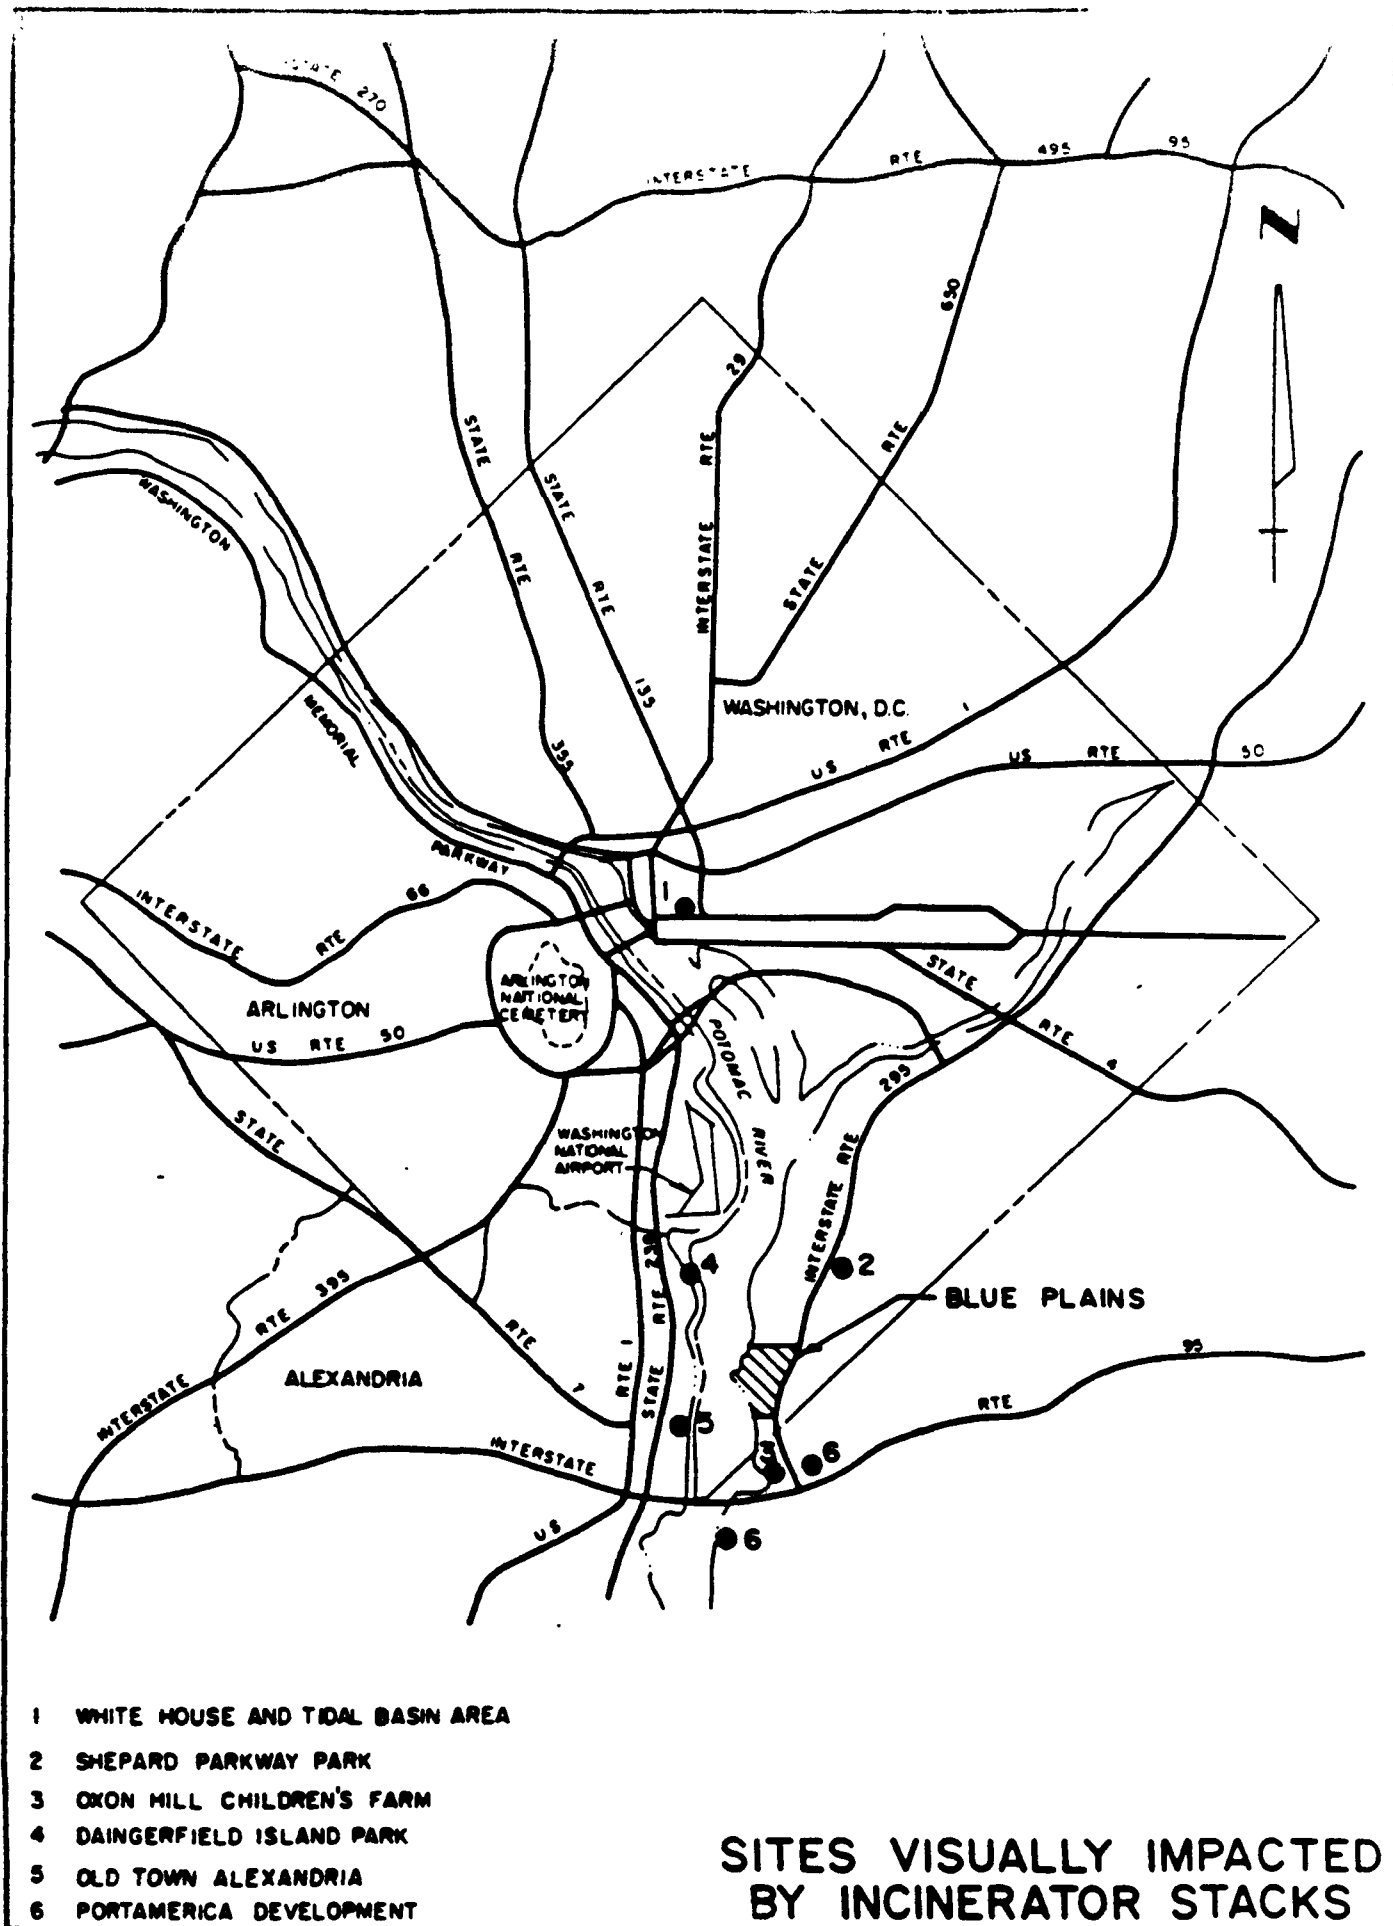 STATE 270
INTERSTATE RTE 495 95
N
650
29
STATE RTE 355
STATE RTE 135
INTERSTATE RTE
STATE RTE
WASHINGTON
MEMORIAL
PARKWAY
WASHINGTON, D.C.
US RTE 1
US RTE 50
INTERSTATE RTE 66
1
ARLINGTON
NATIONAL
CEMETERY
STATE RTE 4
ARLINGTON
US RTE 50
POTOMAC
RIVER
295
INTERSTATE RTE
STATE
WASHINGTON
NATIONAL
AIRPORT
4
2
BLUE PLAINS
INTERSTATE RTE 395
RTE 7
ALEXANDRIA
RTE 1
STATE RTE
95
RTE
5
INTERSTATE
3
6
US
6
1 WHITE HOUSE AND TIDAL BASIN AREA
2 SHEPARD PARKWAY PARK
3 OXON HILL CHILDREN'S FARM
4 DAINGERFIELD ISLAND PARK
5 OLD TOWN ALEXANDRIA
6 PORTAMERICA DEVELOPMENT
SITES VISUALLY IMPACTED
BY INCINERATOR STACKS